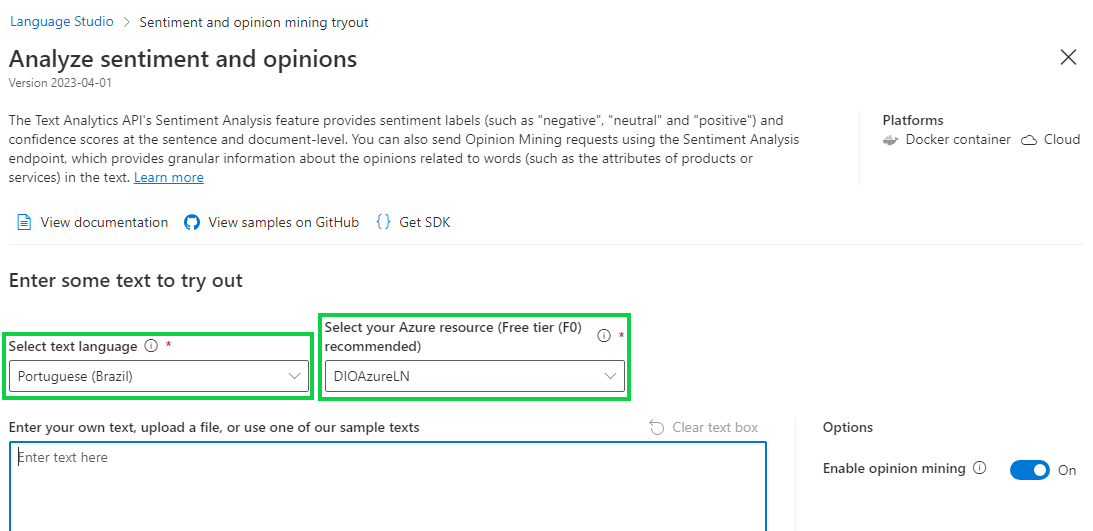 Language Studio > Sentiment and opinion mining tryout
Analyze sentiment and opinions
Version 2023-04-01
The Text Analytics API's Sentiment Analysis feature provides sentiment labels (such as "negative", "neutral" and "positive") and
confidence scores at the sentence and document-level. You can also send Opinion Mining requests using the Sentiment Analysis
endpoint, which provides granular information about the opinions related to words (such as the attributes of products or
services) in the text. Learn more
Platforms
Docker container Cloud
View documentation View samples on GitHub {} Get SDK
Enter some text to try out
Select text language *
Portuguese (Brazil)
Select your Azure resource (Free tier (F0)
recommended) *
DIOAzureLN
Enter your own text, upload a file, or use one of our sample texts
Clear text box
Enter text here
Options
Enable opinion mining On